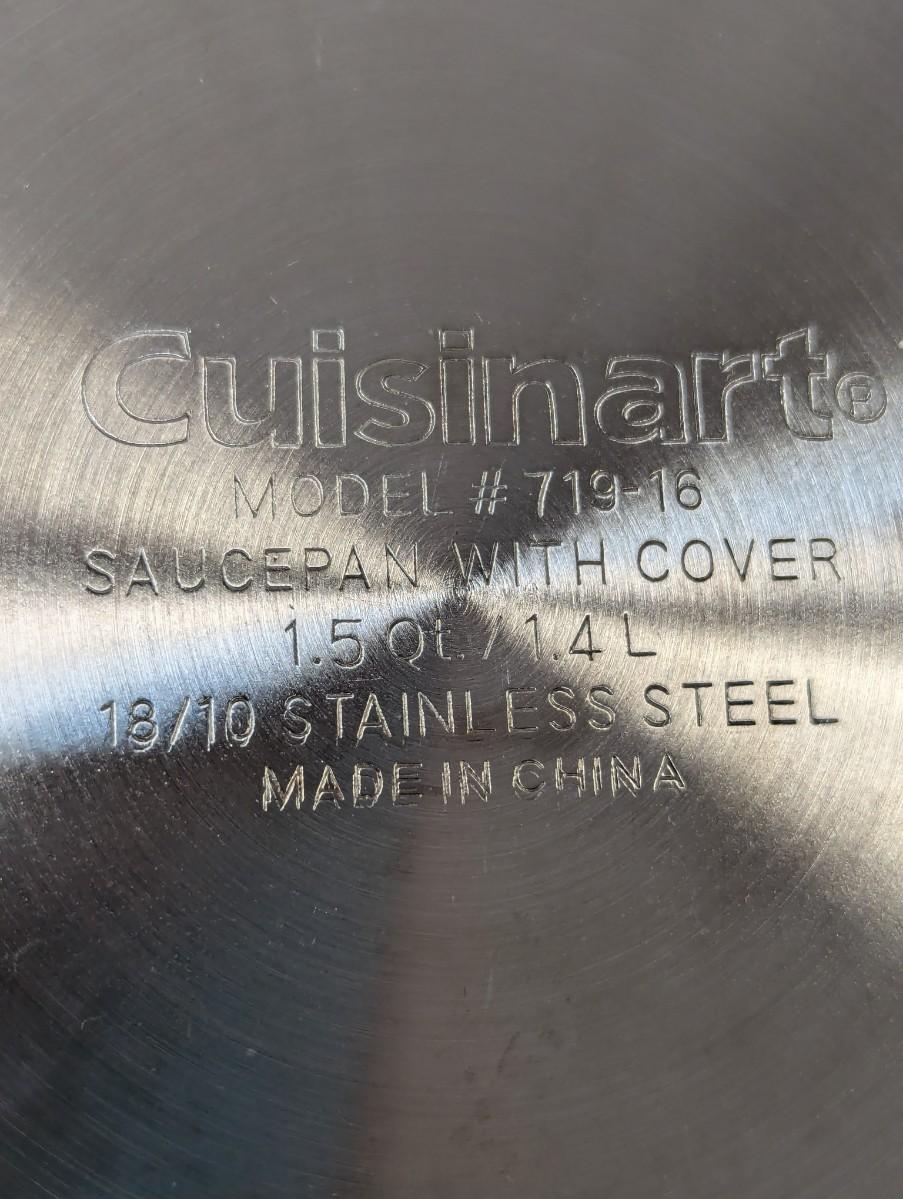 Cuisinart®
MODEL # 719-16
SAUCEPAN WITH COVER
1.5 Qt. / 1.4 L
18/10 STAINLESS STEEL
MADE IN CHINA